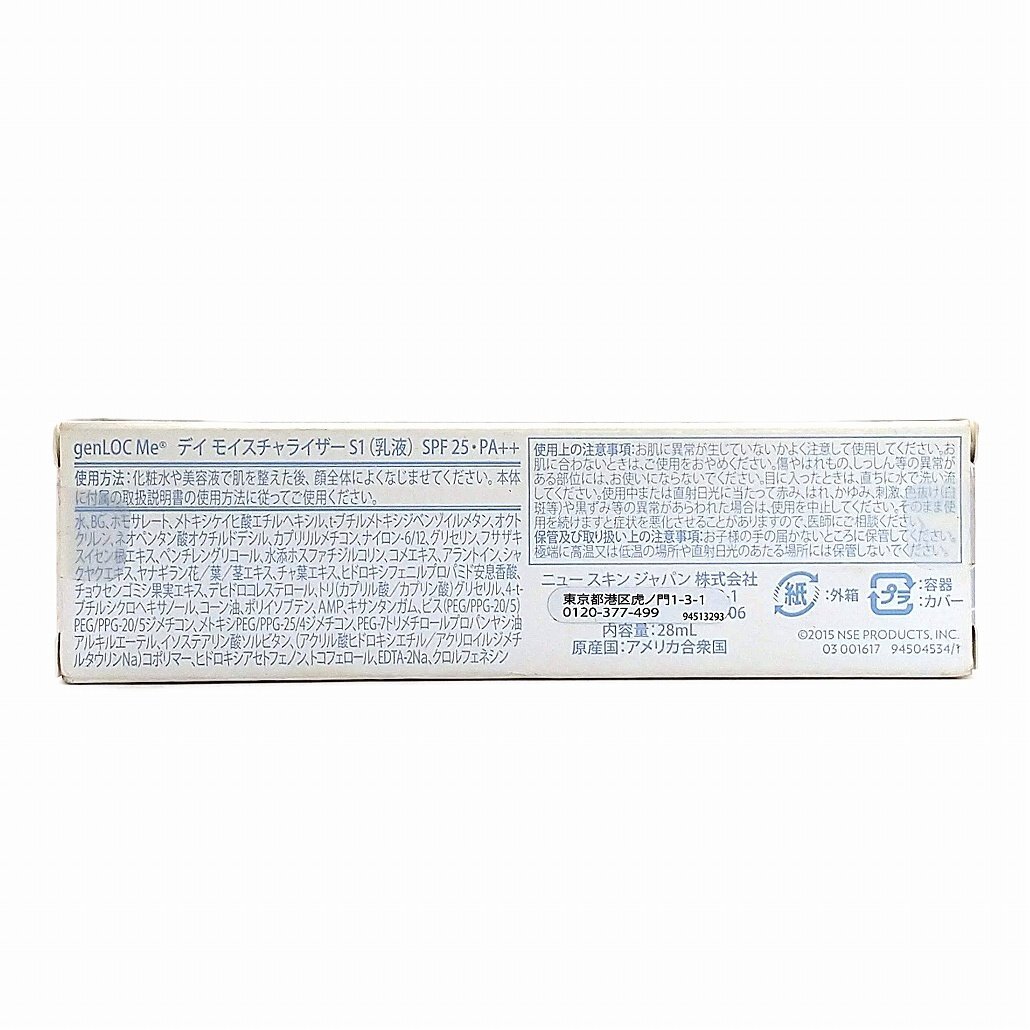 genLOC Me® デイ モイスチャライザー S1(乳液) SPF 25・PA++
使用方法:化粧水や美容液で肌を整えた後、顔全体によくなじませてください。本体
に付属の取扱説明書の使用方法に従ってご使用ください。
水、BG、ホモサレート、メトキシケイヒ酸エチルヘキシル、t-ブチルメトキシジベンゾイルメタン、オクト
クリルン、ネオペンタン酸オクチルドデシル、カプリリルメチコン、ナイロン-6/12、グリセリン、フサザキ
スイセン根エキス、ペンチレングリコール、水添ホスファチジルコリン、コメエキス、アラントイン、シャ
クヤクエキス、ヤナギラン花/葉/茎エキス、チャ葉エキス、ヒドロキシフェニルプロパミド安息香酸、
チョウセンゴミシ果実エキス、デヒドロコレステロール、トリ(カプリル酸/カプリン酸)グリセリル、4-t-
ブチルシクロヘキサノール、コーン油、ポリイソブテン、AMP、キサンタンガム、ビス(PEG/PPG-20/5)
PEG/PPG-20/5ジメチコン、メトキシPEG/PPG-25/4ジメチコン、PEG-7トリメチロールプロパンヤシ油
アルキルエーテル、イソステアリン酸ソルビタン、(アクリル酸ヒドロキシエチル/アクリロイルジメチ
ルタウリンNa)コポリマー、ヒドロキシアセトフェノン、トコフェロール、EDTA-2Na、クロルフェネシン
使用上の注意事項:お肌に異常が生じていないかよく注意して使用してください。お
肌に合わないときは、ご使用をおやめください。傷やはれもの、しっしん等の異常が
ある部位には、お使いにならないでください。目に入ったときは、直ちに水で洗い流
してください。使用中または直射日光に当たって赤み、はれ、かゆみ、刺激、色抜け(白
斑等)や黒ずみ等の異常があらわれた場合は、使用を中止してください。そのまま使
用を続けますと症状を悪化させることがありますので、医師にご相談ください。
保管及び取り扱い上の注意事項:お子様の手の届かないところに保管してください。
極端に高温又は低温の場所や直射日光のあたる場所には保管しないでください。
ニュー スキン ジャパン 株式会社
東京都港区虎ノ門1-3-1
0120-377-499 94513293
内容量:28mL
原産国:アメリカ合衆国
紙 :外箱
プラ :容器
:カバー
©2015 NSE PRODUCTS, INC.
03 001617 94504534/1